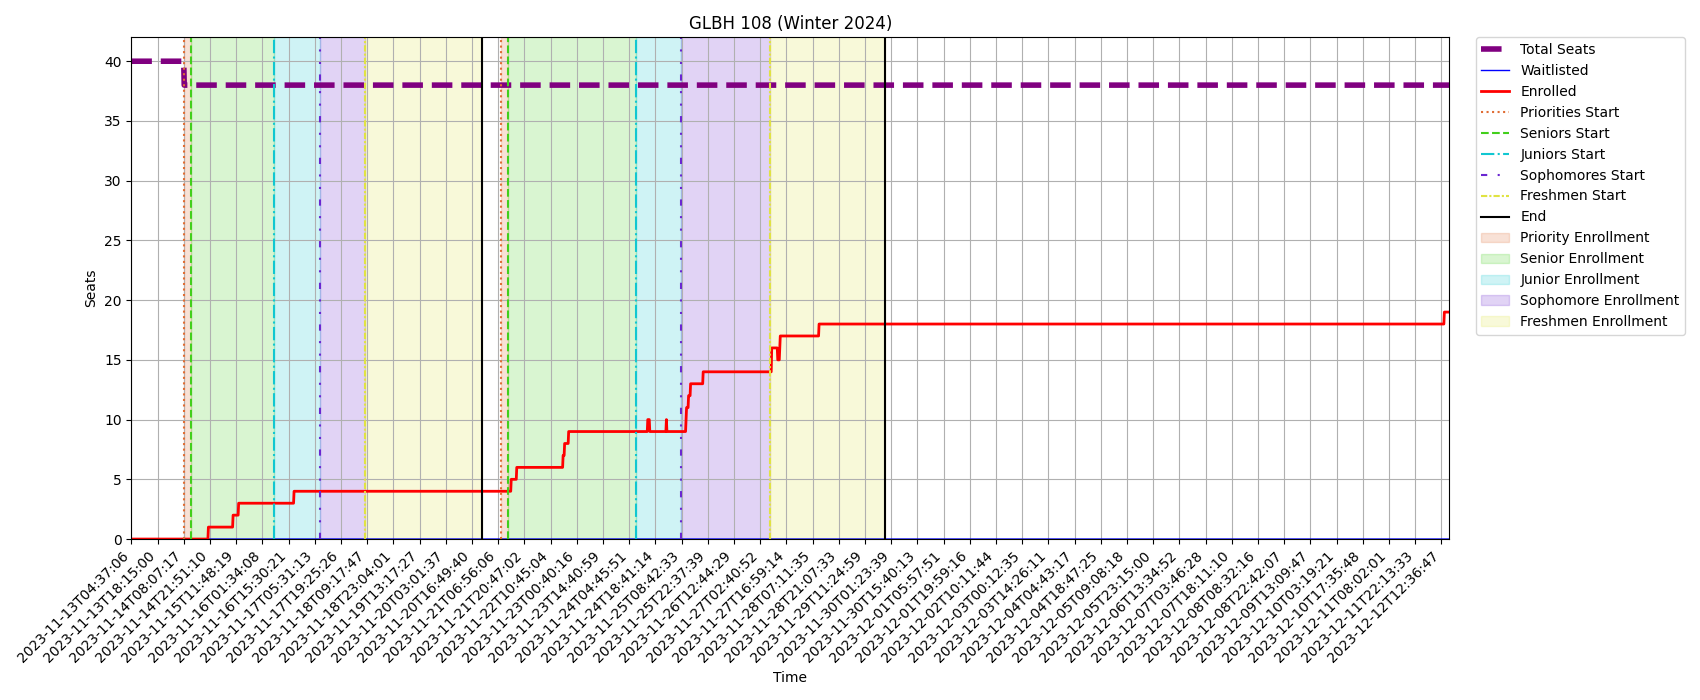 GLBH 108 (Winter 2024)
40
35
30
25
20
15
10
5
0
Seats
2023-11-13T04:37:06
2023-11-13T18:15:00
2023-11-14T08:07:17
2023-11-14T21:51:10
2023-11-15T11:48:19
2023-11-16T01:34:08
2023-11-16T15:30:21
2023-11-17T05:31:13
2023-11-17T19:25:26
2023-11-18T09:17:47
2023-11-18T23:04:01
2023-11-19T13:17:27
2023-11-20T03:01:37
2023-11-20T16:49:40
2023-11-21T06:56:06
2023-11-21T20:47:02
2023-11-22T10:45:04
2023-11-23T00:40:16
2023-11-23T14:40:59
2023-11-24T04:45:51
2023-11-24T18:41:14
2023-11-25T08:42:33
2023-11-25T22:37:39
2023-11-26T12:44:29
2023-11-27T02:40:52
2023-11-27T16:59:14
2023-11-28T07:11:35
2023-11-28T21:07:33
2023-11-29T11:24:59
2023-11-30T01:23:39
2023-11-30T15:40:13
2023-12-01T05:57:51
2023-12-01T19:59:16
2023-12-02T10:11:44
2023-12-03T00:12:35
2023-12-03T14:26:11
2023-12-04T04:43:17
2023-12-04T18:47:25
2023-12-05T09:08:18
2023-12-05T23:15:00
2023-12-06T13:34:52
2023-12-07T03:46:28
2023-12-07T18:11:10
2023-12-08T08:32:16
2023-12-08T22:42:07
2023-12-09T13:09:47
2023-12-10T03:19:21
2023-12-10T17:35:48
2023-12-11T08:02:01
2023-12-11T22:13:33
2023-12-12T12:36:47
Time
Total Seats
Waitlisted
Enrolled
Priorities Start
Seniors Start
Juniors Start
Sophomores Start
Freshmen Start
End
Priority Enrollment
Senior Enrollment
Junior Enrollment
Sophomore Enrollment
Freshmen Enrollment